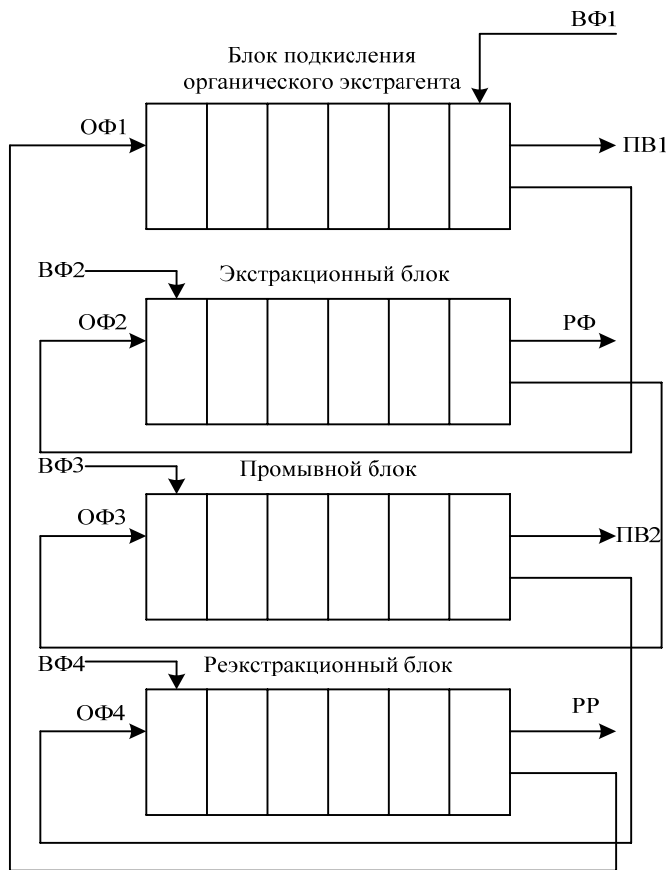 ВФ1
Блок подкисления
органического экстрагента
ОФ1
ПВ1
ВФ2
Экстракционный блок
ОФ2
РФ
ВФ3
Промывной блок
ОФ3
ПВ2
ВФ4
Реэкстракционный блок
ОФ4
РР